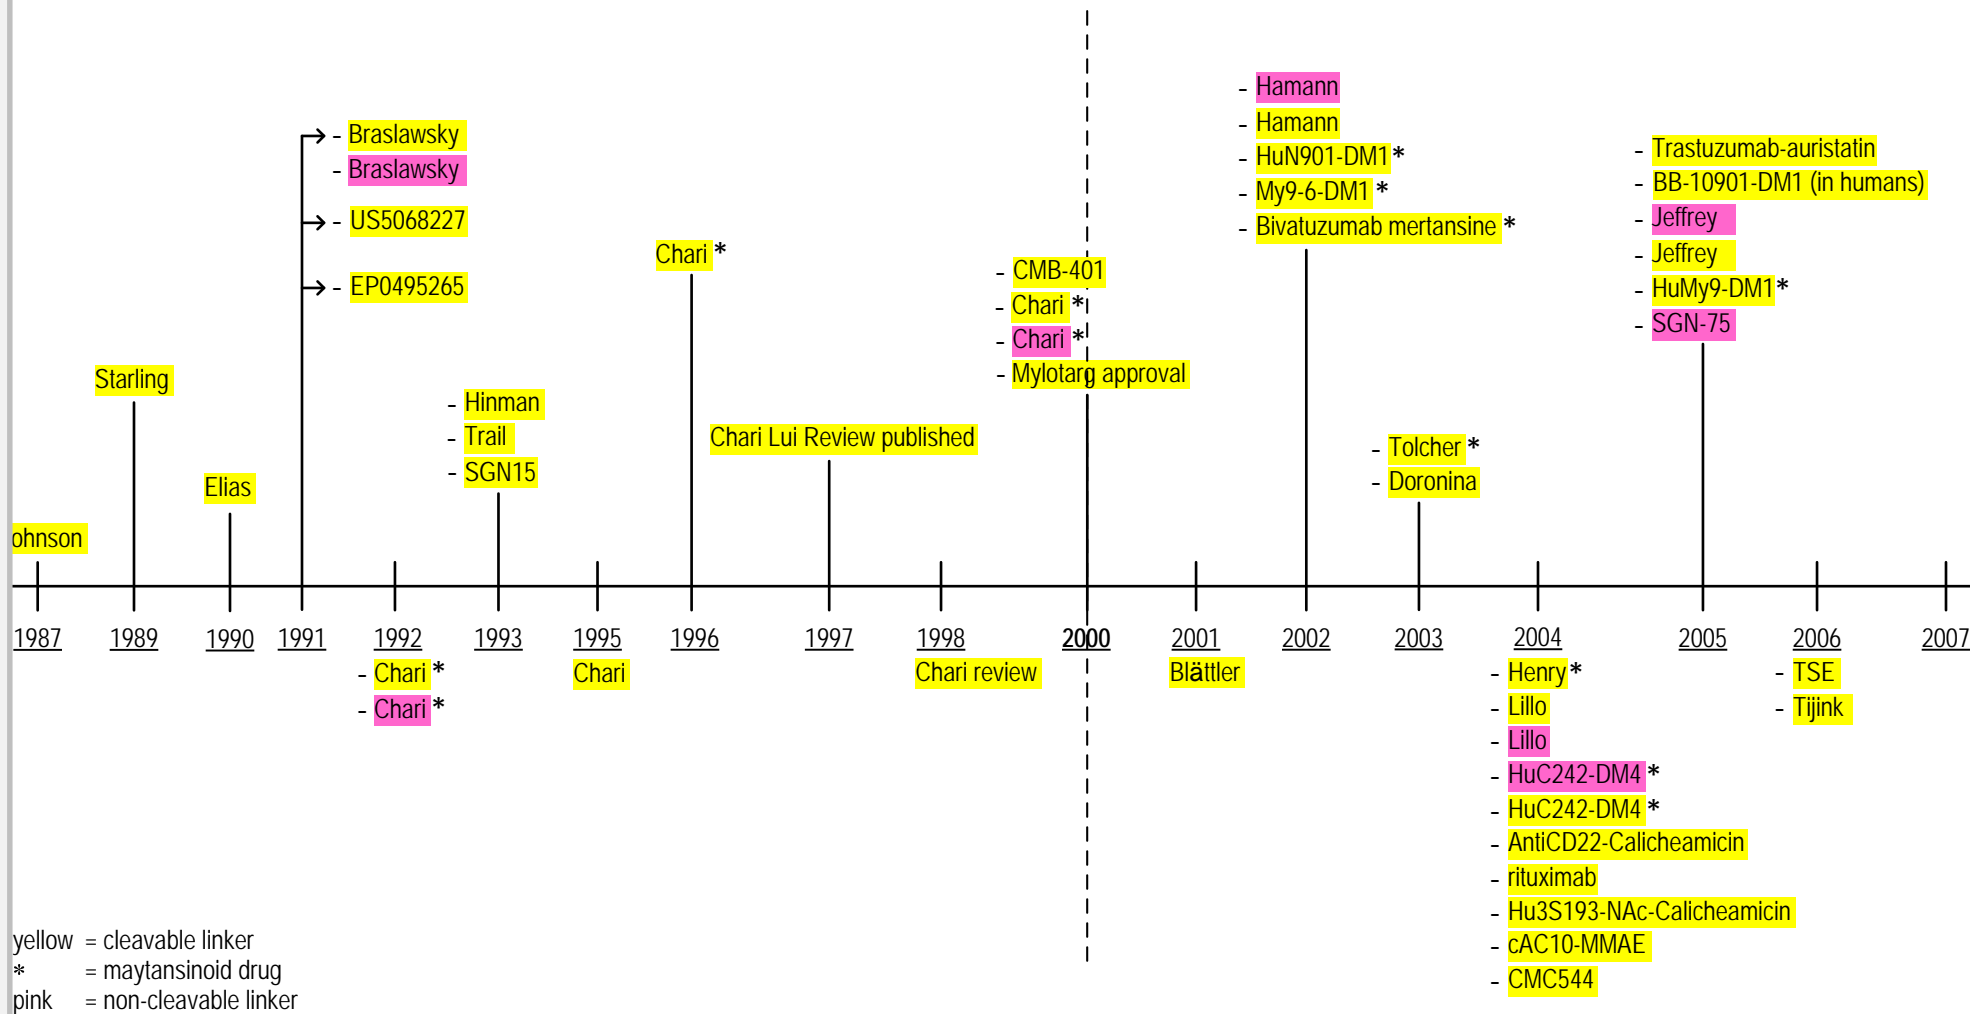 ohnson
1987
Starling
1989
Elias
1990
- Braslawsky
- Braslawsky
- US5068227
- EP0495265
1991
1992
- Chari *
- Chari *
- Hinman
- Trail
- SGN15
1993
1995
Chari
Chari *
1996
Chari Lui Review published
1997
1998
Chari review
- CMB-401
- Chari *
- Chari *
- Mylotarg approval
2000
2001
Blättler
- Hamann
- Hamann
- HuN901-DM1 *
- My9-6-DM1 *
- Bivatuzumab mertansine *
2002
- Tolcher *
- Doronina
2003
2004
- Henry *
- Lillo
- Lillo
- HuC242-DM4 *
- HuC242-DM4 *
- AntiCD22-Calicheamicin
- rituximab
- Hu3S193-NAc-Calicheamicin
- cAC10-MMAE
- CMC544
- Trastuzumab-auristatin
- BB-10901-DM1 (in humans)
- Jeffrey
- Jeffrey
- HuMy9-DM1 *
- SGN-75
2005
2006
- TSE
- Tijink
2007
yellow = cleavable linker
* = maytansinoid drug
pink = non-cleavable linker